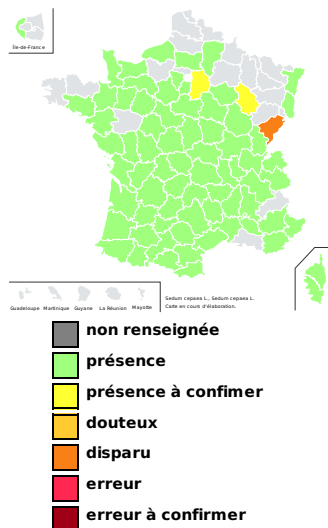 Île-de-France
Guadeloupe Martinique Guyane La Réunion Mayotte
Sedum cepaea L., Sedum cepaea L.
Carte en cours d'élaboration.
non renseignée
présence
présence à confimer
douteux
disparu
erreur
erreur à confirmer